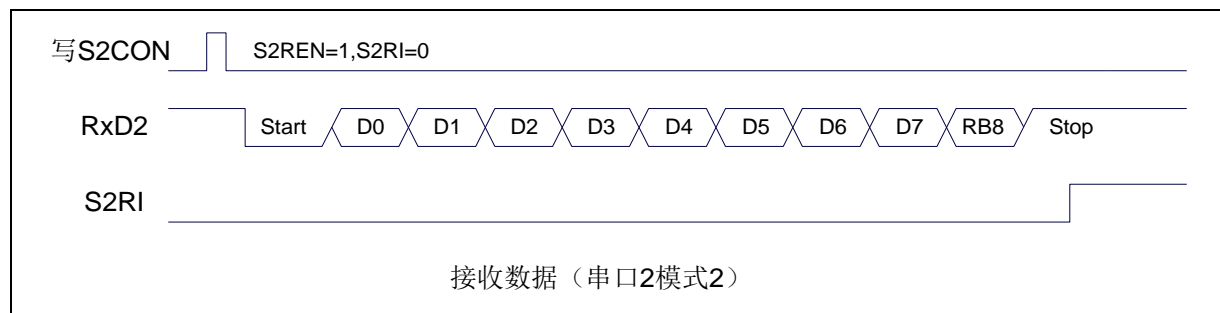 写S2CON S2REN=1,S2RI=0
RxD2 Start D0 D1 D2 D3 D4 D5 D6 D7 RB8 Stop
S2RI
接收数据（串口2模式2）